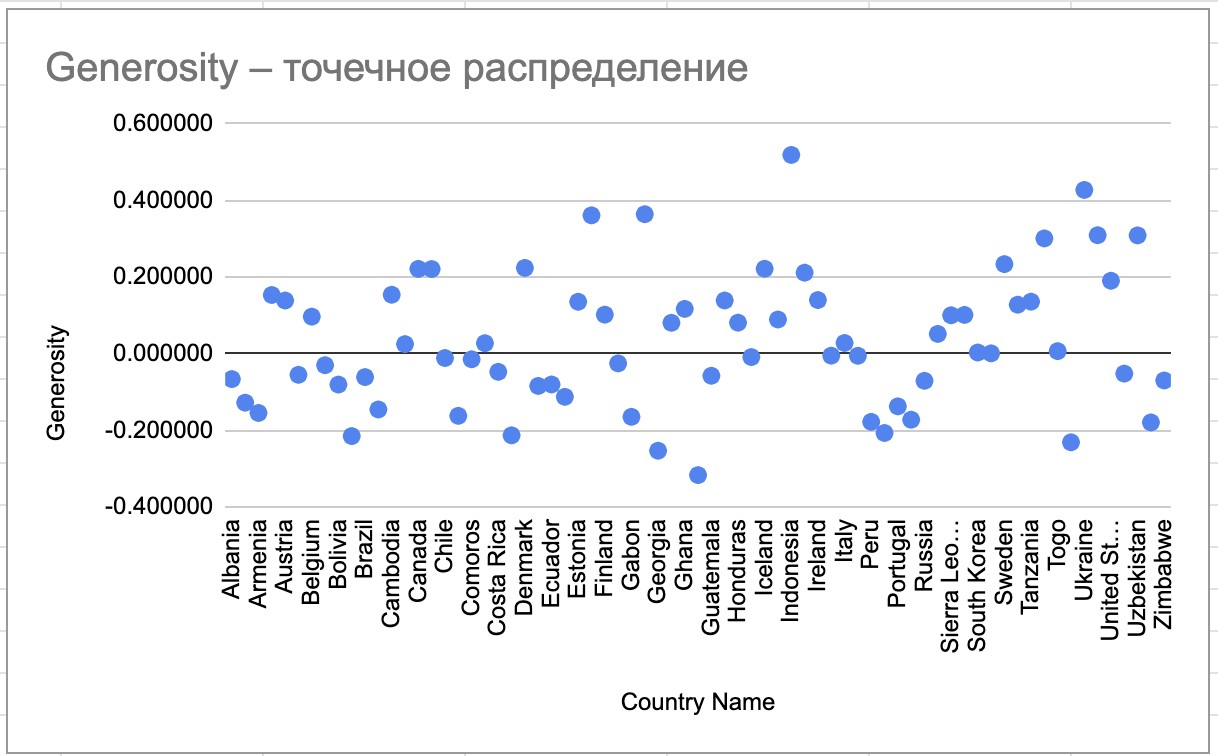 Generosity – точечное распределение
0.600000
0.400000
0.200000
0.000000
-0.200000
-0.400000
Generosity
Albania
Armenia
Austria
Belgium
Bolivia
Brazil
Cambodia
Canada
Chile
Comoros
Costa Rica
Denmark
Ecuador
Estonia
Finland
Gabon
Georgia
Ghana
Guatemala
Honduras
Iceland
Indonesia
Ireland
Italy
Peru
Portugal
Russia
Sierra Leo…
South Korea
Sweden
Tanzania
Togo
Ukraine
United St…
Uzbekistan
Zimbabwe
Country Name